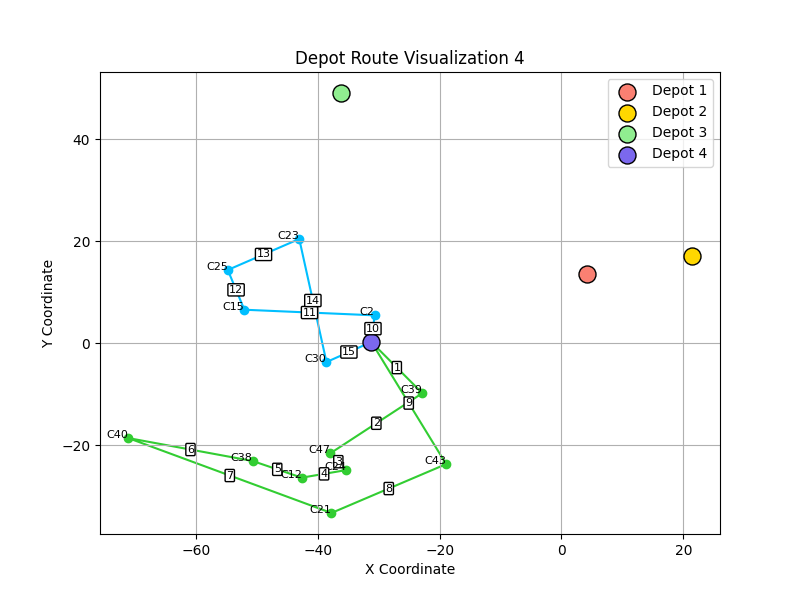 Depot Route Visualization 4
Depot 1
Depot 2
Depot 3
Depot 4
40
20
0
−20
Y Coordinate
C23
13
C25
12
14
C15
11
C2
10
C30
15
1
C39
9
2
C40
6
C47
3
C38
5
C12
4
C43
7
8
C21
−60
−40
−20
0
20
X Coordinate